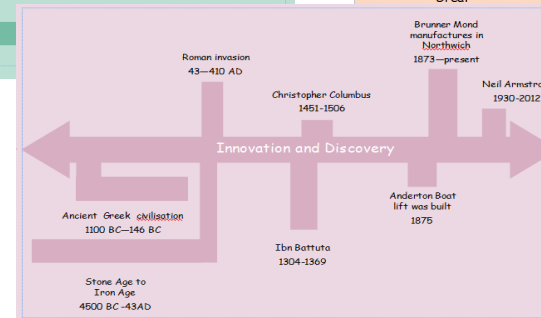 Great
Brunner Mond
manufactures in
Northwich
1873—present
Roman invasion
43—410 AD
Neil Armstro
1930-2012
Christopher Columbus
1451-1506
Innovation and Discovery
Anderton Boat
lift was built
1875
Ancient Greek civilisation
1100 BC—146 BC
Ibn Battuta
1304-1369
Stone Age to
Iron Age
4500 BC -43AD